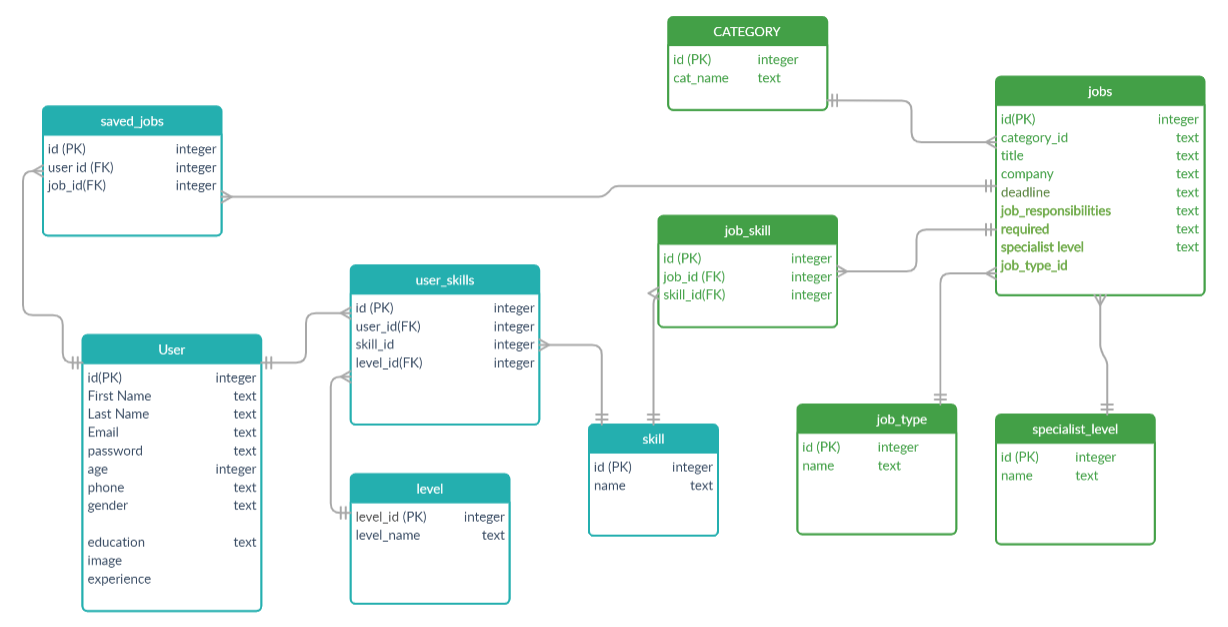 CATEGORY
id (PK) integer
cat_name text
jobs
id(PK) integer
category_id text
title text
company text
deadline text
job_responsibilities text
required text
specialist level text
job_type_id
saved_jobs
id (PK) integer
user id (FK) integer
job_id(FK) integer
job_skill
id (PK) integer
job_id (FK) integer
skill_id(FK) integer
user_skills
id (PK) integer
user_id(FK) integer
skill_id integer
level_id(FK) integer
User
id(PK) integer
First Name text
Last Name text
Email text
password text
age integer
phone text
gender text
education text
image
experience
level
level_id (PK) integer
level_name text
skill
id (PK) integer
name text
job_type
id (PK) integer
name text
specialist_level
id (PK) integer
name text